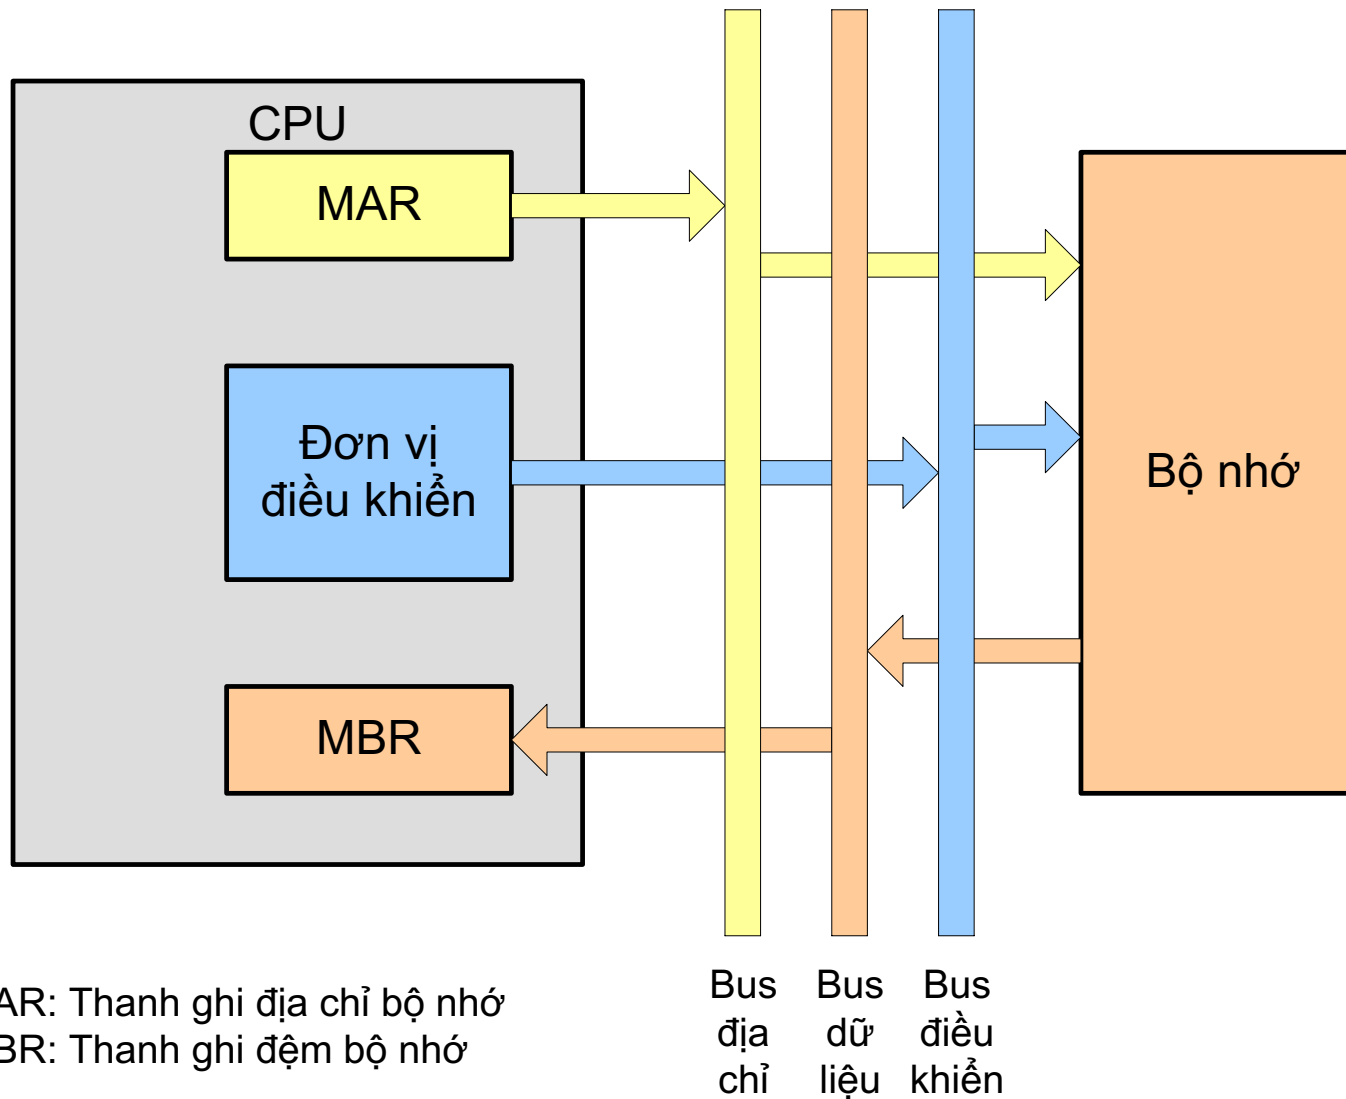 CPU
MAR
Đơn vị
điều khiển
Bộ nhớ
MBR
Bus
địa
chỉ
Bus
dữ
liệu
Bus
điều
khiển
AR: Thanh ghi địa chỉ bộ nhớ
BR: Thanh ghi đệm bộ nhớ